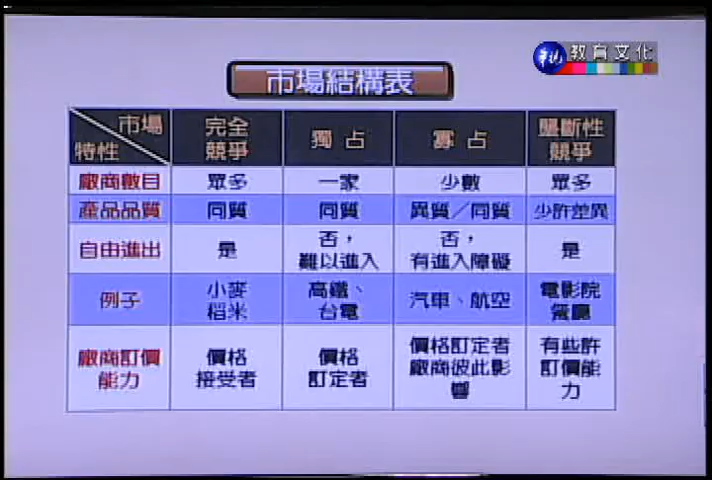 華視 教育文化
市場結構表
市場
特性
完全
競爭
獨占
寡占
壟斷性
競爭
廠商數目
眾多
一家
少數
眾多
產品品質
同質
同質
異質／同質
少許差異
自由進出
是
否，
難以進入
否，
有進入障礙
是
例子
小麥
稻米
高鐵、
台電
汽車、航空
電影院
餐廳
廠商訂價
能力
價格
接受者
價格
訂定者
價格訂定者
廠商彼此影
響
有些許
訂價能
力